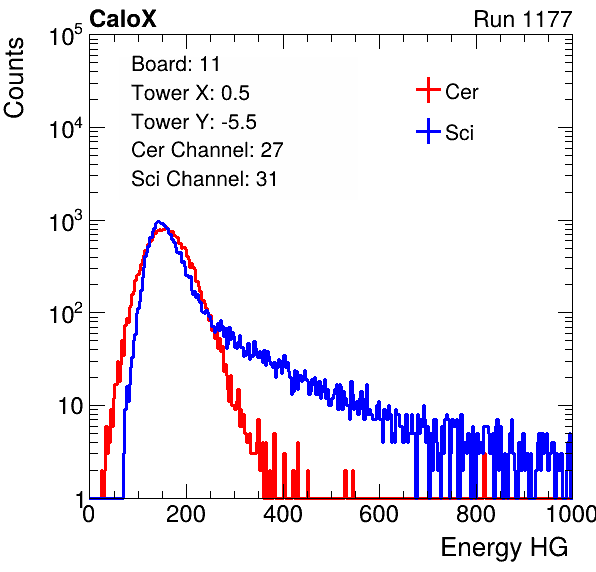 CaloX Run 1177
Counts
10^5
10^4
10^3
10^2
10
1
Board: 11
Tower X: 0.5
Tower Y: -5.5
Cer Channel: 27
Sci Channel: 31
Cer
Sci
0 200 400 600 800 1000
Energy HG